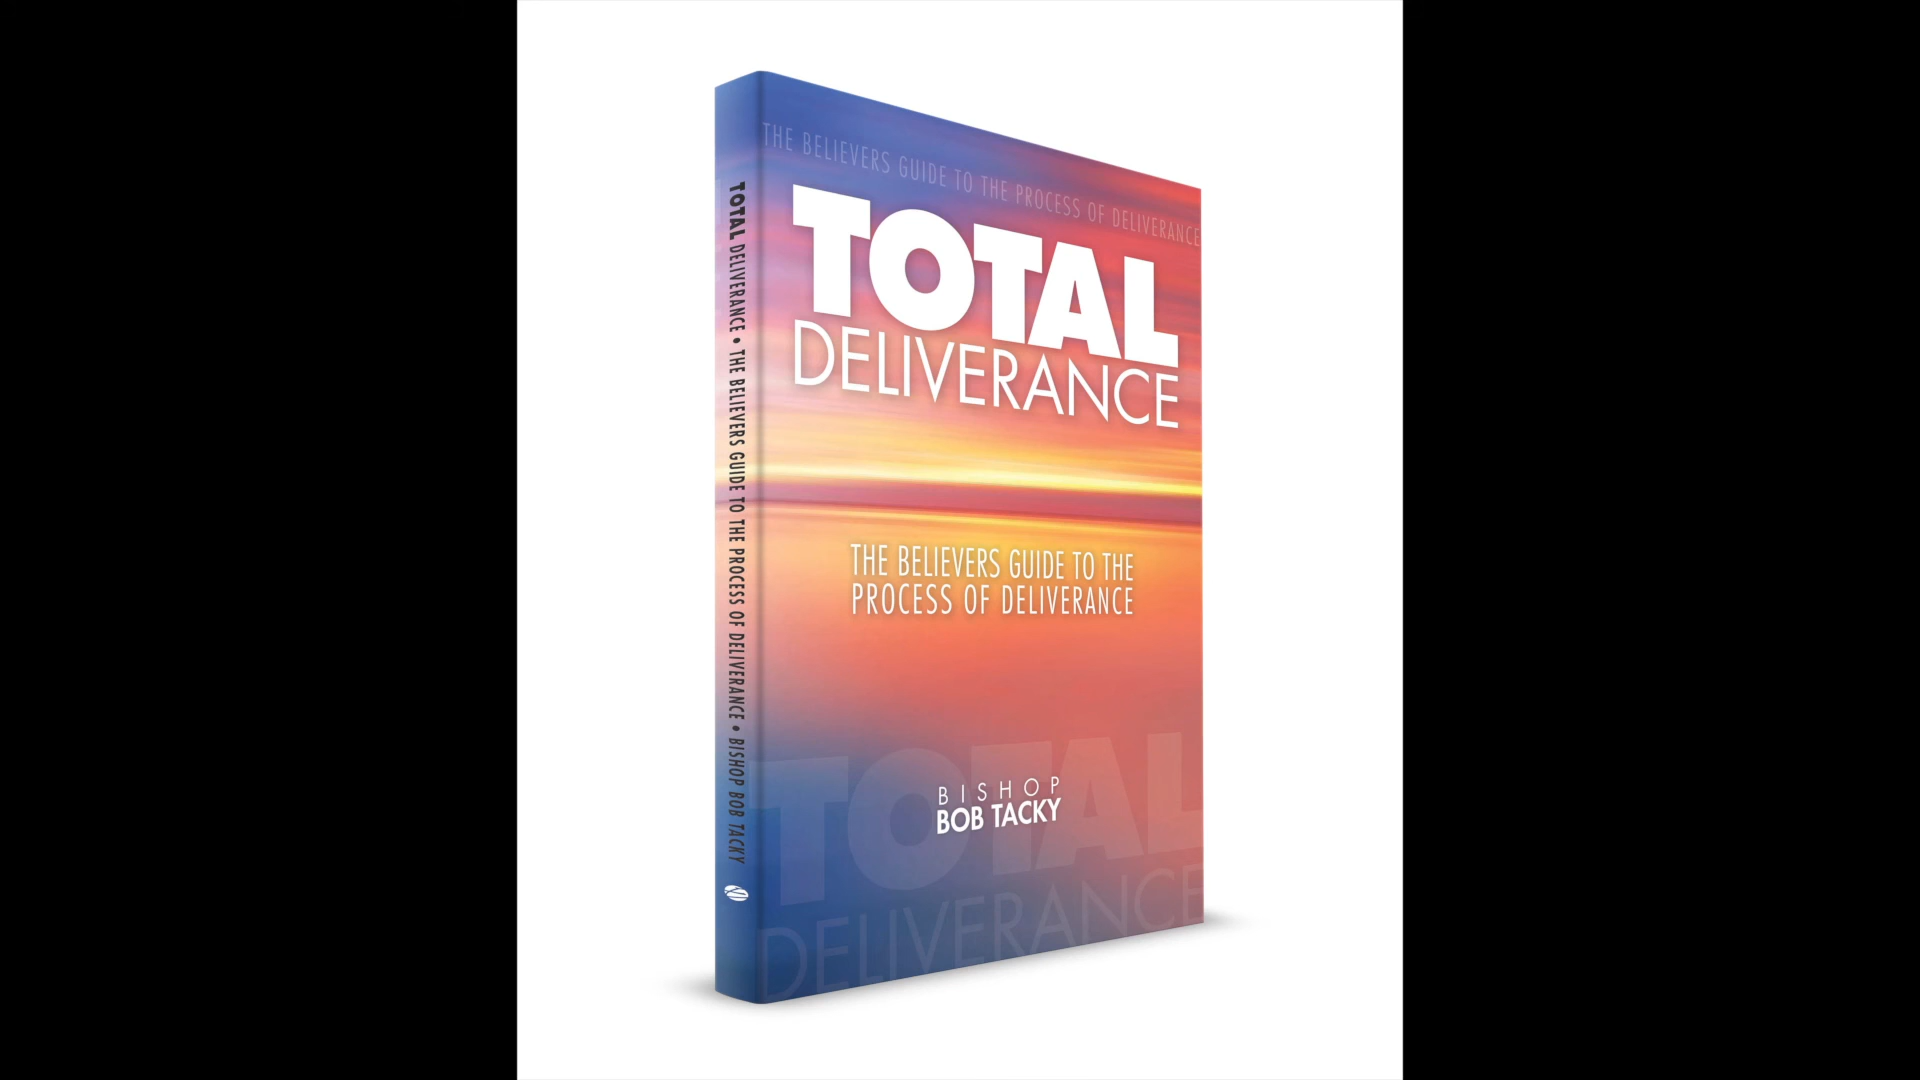 THE BELIEVERS GUIDE TO THE PROCESS OF DELIVERANCE
TOTAL
DELIVERANCE
THE BELIEVERS GUIDE TO THE
PROCESS OF DELIVERANCE
BISHOP
BOB TACKY
TOTAL
DELIVERANCE
TOTAL DELIVERANCE • THE BELIEVERS GUIDE TO THE PROCESS OF DELIVERANCE • BISHOP BOB TACKY